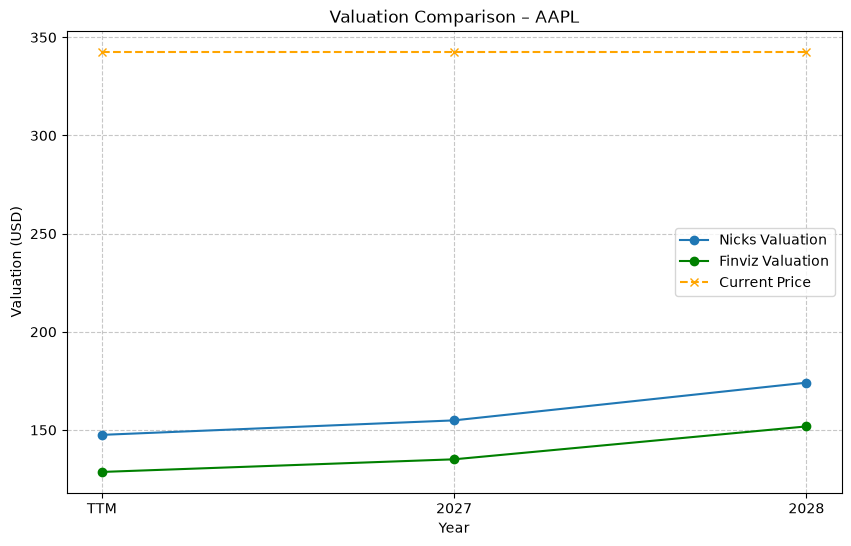 Valuation Comparison – AAPL
350
300
250
200
150
Valuation (USD)
Nicks Valuation
Finviz Valuation
Current Price
TTM
2027
2028
Year